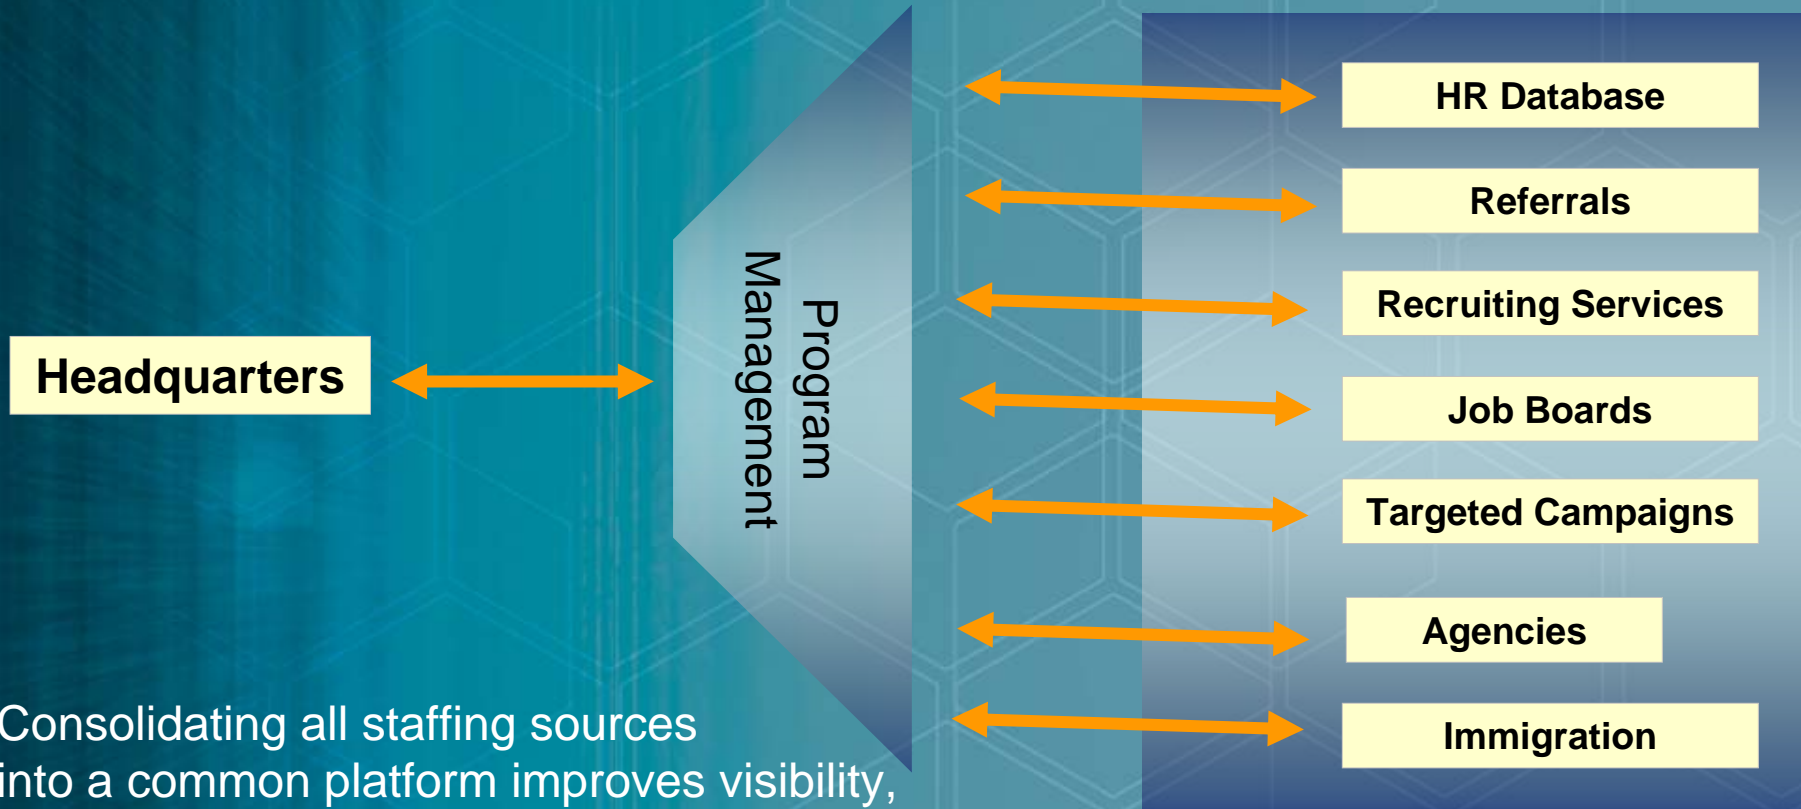 Headquarters
Program
Management
HR Database
Referrals
Recruiting Services
Job Boards
Targeted Campaigns
Agencies
Immigration
Consolidating all staffing sources
into a common platform improves visibility,